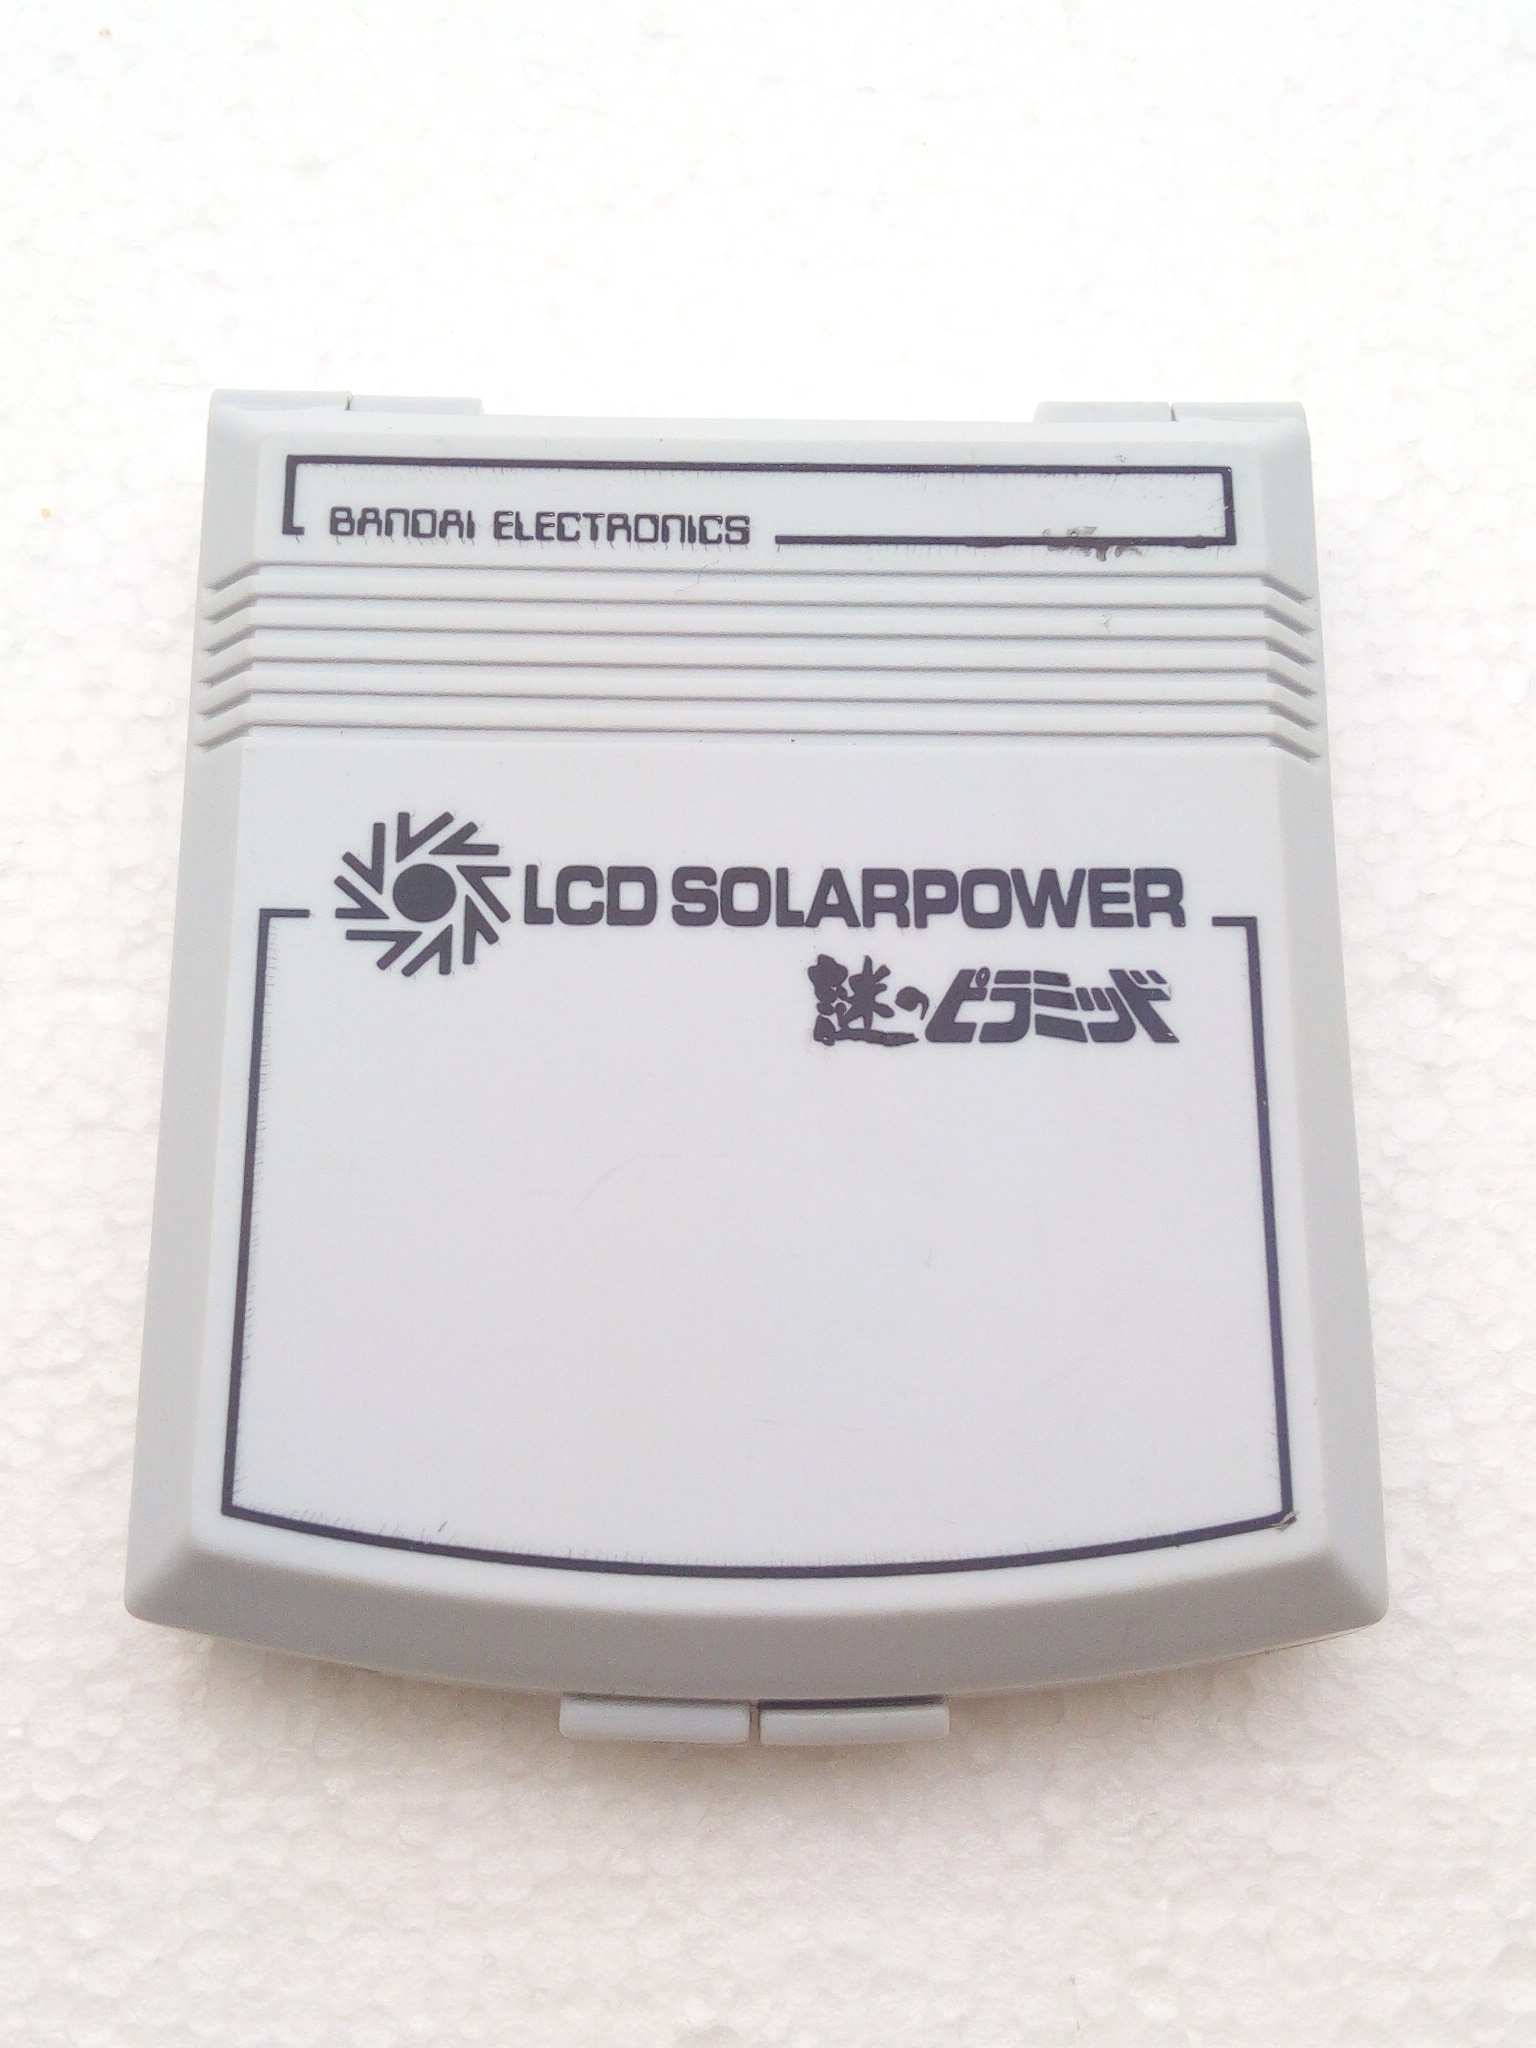 BANDAI ELECTRONICS
LCD SOLARPOWER
謎のピラミッド